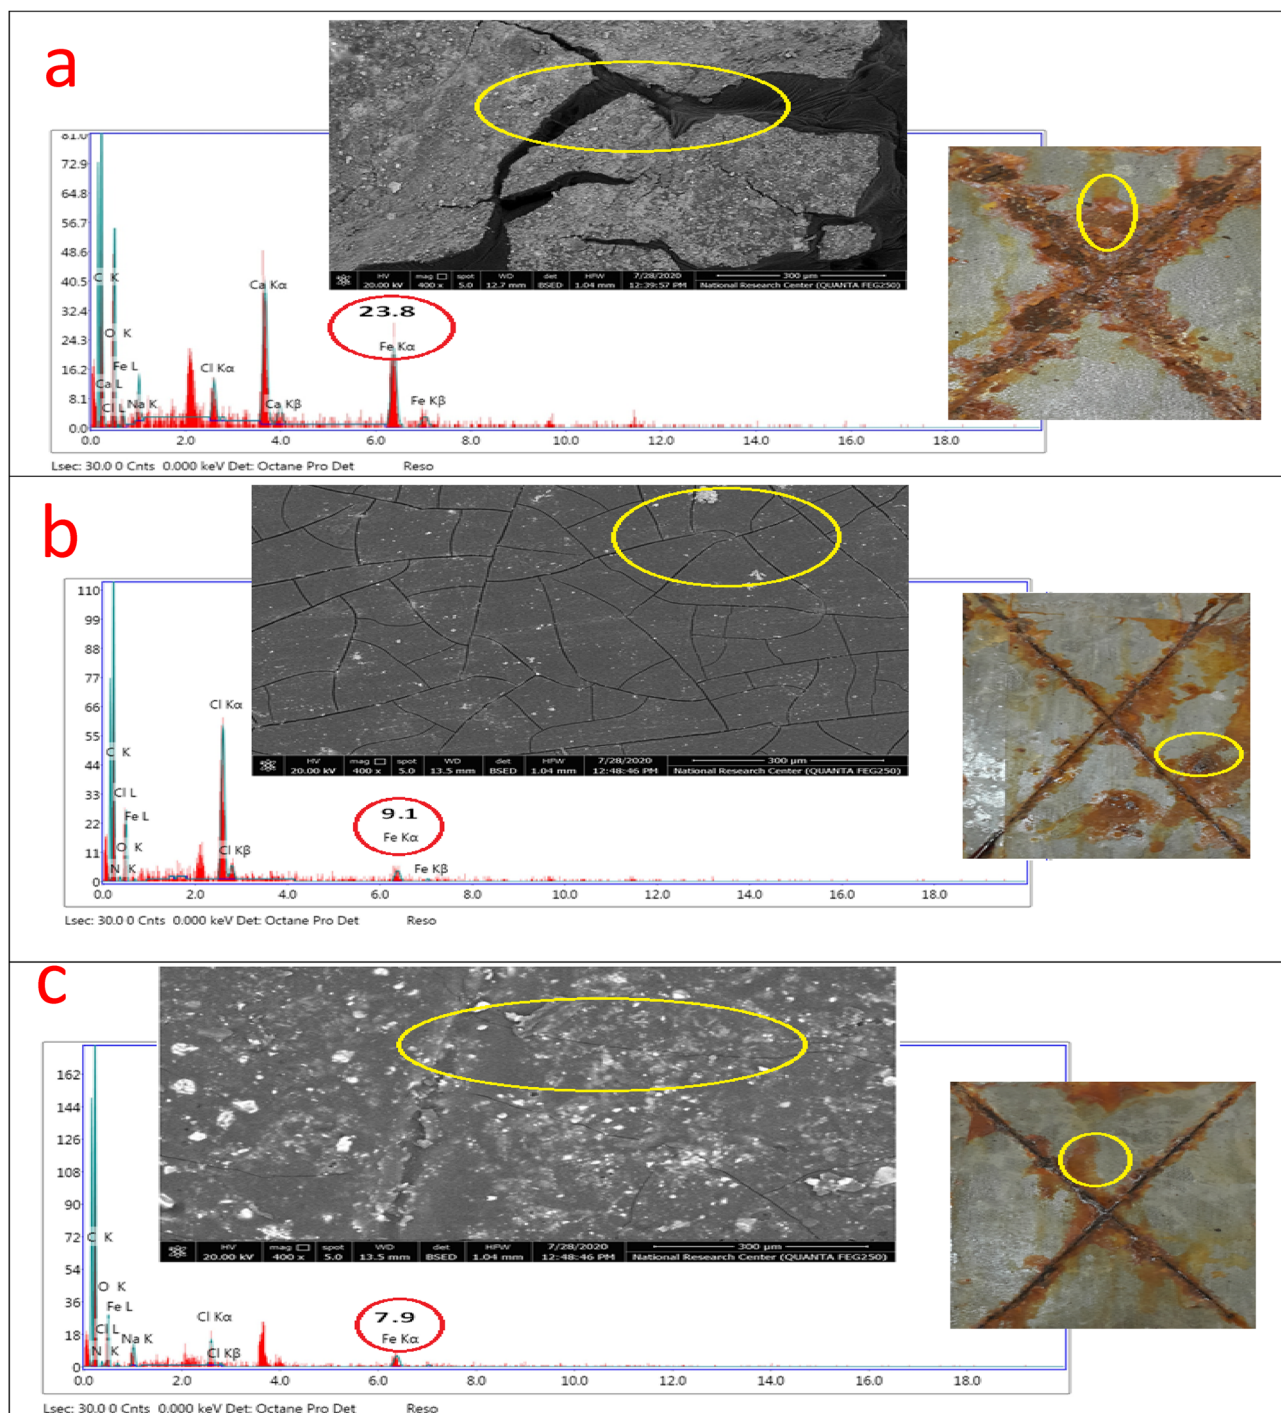 a
81.0
72.9
64.8
56.7
48.6
40.5
32.4
24.3
16.2
8.1
0.0
C K
O K
Fe L
Ca L
Cl L
Na K
Cl Kα
Ca Kα
Ca Kβ
23.8
Fe Kα
Fe Kβ
0.0 2.0 4.0 6.0 8.0 10.0 12.0 14.0 16.0 18.0
Lsec: 30.0 0 Cnts 0.000 keV Det: Octane Pro Det Reso
HV mag spot WD det HFW 7/28/2020 300 µm
20.00 kV 400 x 5.0 12.7 mm BSED 1.04 mm 12:39:57 PM National Research Center (QUANTA FEG250)
b
110
99
88
77
66
55
44
33
22
11
0
C K
Cl L
Fe L
O K
N K
Cl Kα
Cl Kβ
9.1
Fe Kα
Fe Kβ
0.0 2.0 4.0 6.0 8.0 10.0 12.0 14.0 16.0 18.0
Lsec: 30.0 0 Cnts 0.000 keV Det: Octane Pro Det Reso
HV mag spot WD det HFW 7/28/2020 300 µm
20.00 kV 400 x 5.0 13.5 mm BSED 1.04 mm 12:48:46 PM National Research Center (QUANTA FEG250)
c
162
144
126
108
90
72
54
36
18
0
C K
O K
Fe L
Cl L
Na K
N K
Cl Kα
Cl Kβ
7.9
Fe Kα
0.0 2.0 4.0 6.0 8.0 10.0 12.0 14.0 16.0 18.0
Lsec: 30.0 0 Cnts 0.000 keV Det: Octane Pro Det Reso
HV mag spot WD det HFW 7/28/2020 300 µm
20.00 kV 400 x 5.0 13.5 mm BSED 1.04 mm 12:48:46 PM National Research Center (QUANTA FEG250)